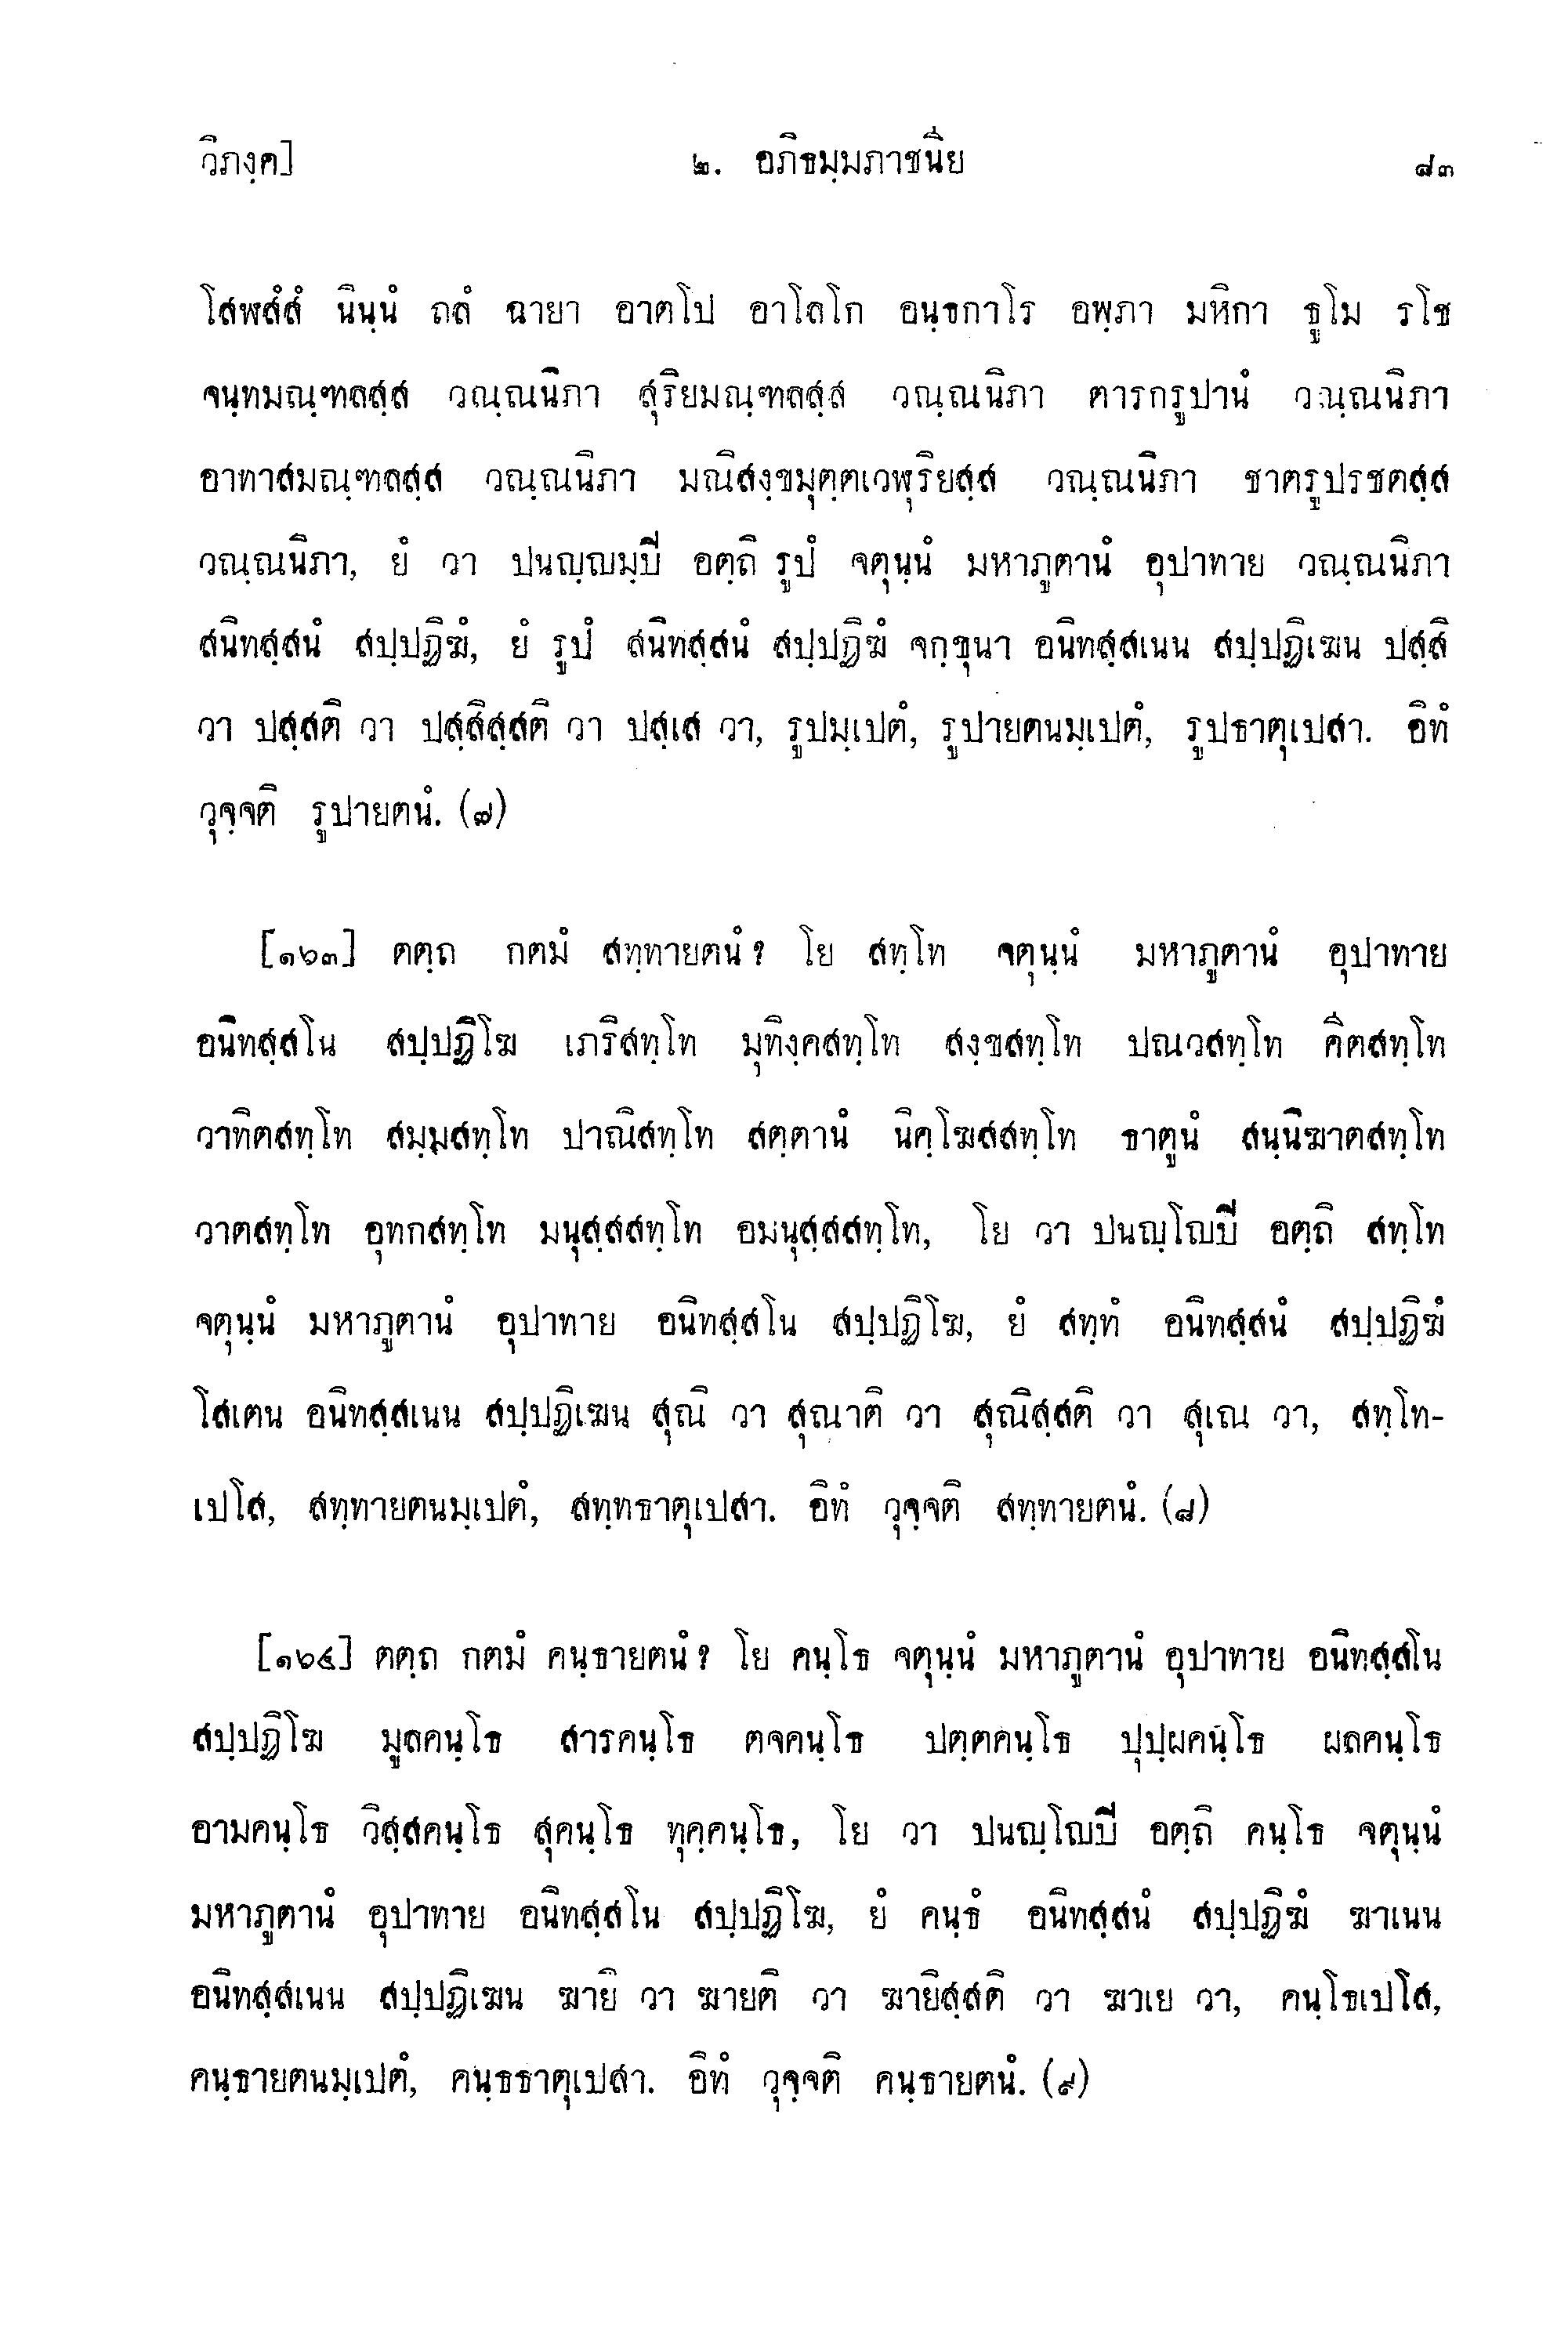 วิภงฺค]
๒. อภิธมฺมภาชนีย
๘๓
โสฬสํสํ นินฺนํ ถลํ ฉายา อาตโป อาโลโก อนฺธกาโร อพฺภา มหิกา ธูโม รโช
จนฺทมณฺฑลสฺส วณฺณนิภา สุริยมณฺฑลสฺส วณฺณนิภา ตารกรูปานํ วณฺณนิภา
อาทาสมณฺฑลสฺส วณฺณนิภา มณิสงฺขมุตฺตเวฬุริยสฺส วณฺณนิภา ชาตรูปรชตสฺส
วณฺณนิภา, ยํ วา ปนญฺญมฺปิ อตฺถิ รูปํ จตุนฺนํ มหาภูตานํ อุปาทาย วณฺณนิภา
สนิทสฺสนํ สปฺปฏิฆํ, ยํ รูปํ สนิทสฺสนํ สปฺปฏิฆํ จกฺขุนา อนิทสฺสเนน สปฺปฏิเฆน ปสฺสิ
วา ปสฺสติ วา ปสฺสิสฺสติ วา ปสฺเส วา, รูปมฺเปตํ, รูปายตนมฺเปตํ, รูปธาตุเปสา. อิทํ
วุจฺจติ รูปายตนํ. (๗)
[๑๖๓] ตตฺถ กตมํ สทฺทายตนํ? โย สทฺโท จตุนฺนํ มหาภูตานํ อุปาทาย
อนิทสฺสโน สปฺปฏิโฆ เภริสทฺโท มุทิงฺคสทฺโท สงฺขสทฺโท ปณวสทฺโท คีตสทฺโท
วาทิตสทฺโท สมฺมสทฺโท ปาณิสทฺโท สตฺตานํ นิคฺโฆสสทฺโท ธาตูนํ สนฺนิฆาตสทฺโท
วาตสทฺโท อุทกสทฺโท มนุสฺสสทฺโท อมนุสฺสสทฺโท, โย วา ปนญฺโญปิ อตฺถิ สทฺโท
จตุนฺนํ มหาภูตานํ อุปาทาย อนิทสฺสโน สปฺปฏิโฆ, ยํ สทฺทํ อนิทสฺสนํ สปฺปฏิฆํ
โสเตน อนิทสฺสเนน สปฺปฏิเฆน สุณิ วา สุณาติ วา สุณิสฺสติ วา สุเณ วา, สทฺโท-
เปโส, สทฺทายตนมฺเปตํ, สทฺทธาตุเปสา. อิทํ วุจฺจติ สทฺทายตนํ. (๘)
[๑๖๔] ตตฺถ กตมํ คนฺธายตนํ? โย คนฺโธ จตุนฺนํ มหาภูตานํ อุปาทาย อนิทสฺสโน
สปฺปฏิโฆ มูลคนฺโธ สารคนฺโธ ตจคนฺโธ ปตฺตคนฺโธ ปุปฺผคนฺโธ ผลคนฺโธ
อามคนฺโธ วิสฺสคนฺโธ สุคนฺโธ ทุคฺคนฺโธ, โย วา ปนญฺโญปิ อตฺถิ คนฺโธ จตุนฺนํ
มหาภูตานํ อุปาทาย อนิทสฺสโน สปฺปฏิโฆ, ยํ คนฺธํ อนิทสฺสนํ สปฺปฏิฆํ ฆาเนน
อนิทสฺสเนน สปฺปฏิเฆน ฆายิ วา ฆายติ วา ฆายิสฺสติ วา ฆาเย วา, คนฺโธเปโส,
คนฺธายตนมฺเปตํ, คนฺธธาตุเปสา. อิทํ วุจฺจติ คนฺธายตนํ. (๙)